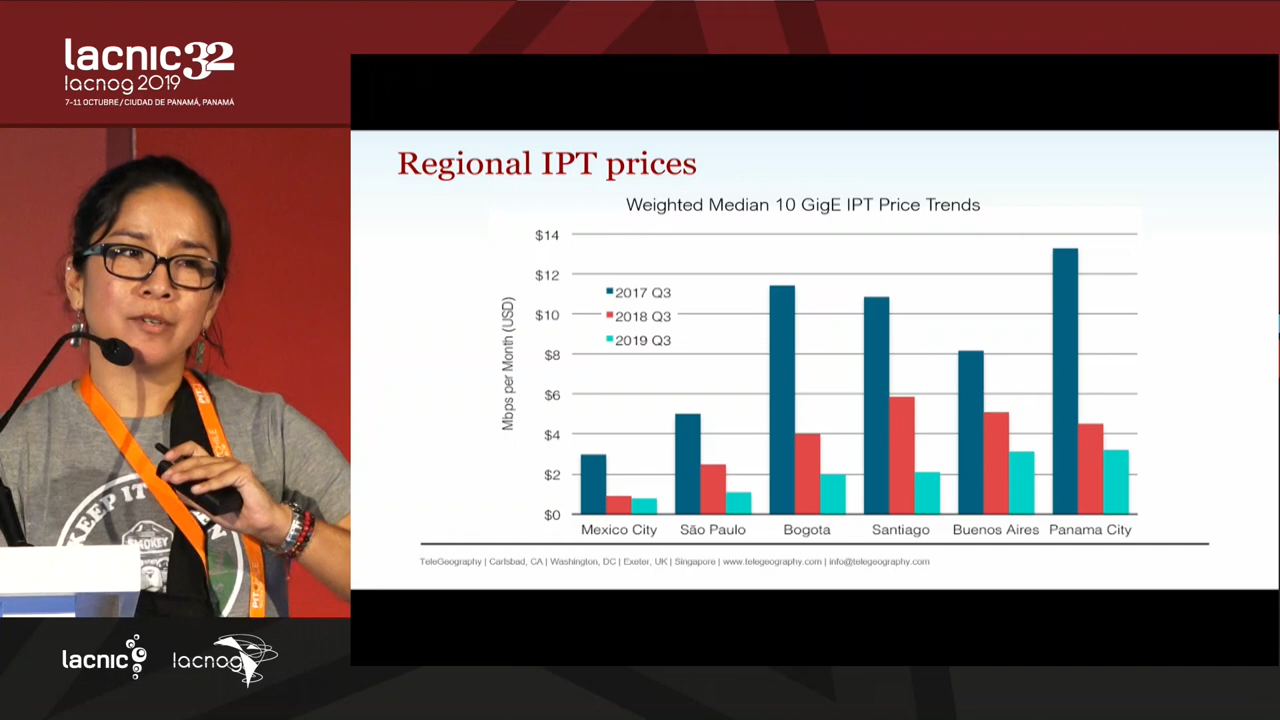 lacnic32
lacnog 2019
7-11 OCTUBRE / CIUDAD DE PANAMÁ, PANAMÁ
Regional IPT prices
Weighted Median 10 GigE IPT Price Trends
Mbps per Month (USD)
$14
$12
$10
$8
$6
$4
$2
$0
2017 Q3
2018 Q3
2019 Q3
Mexico City
São Paulo
Bogota
Santiago
Buenos Aires
Panama City
TeleGeography | Carlsbad, CA | Washington, DC | Exeter, UK | Singapore | www.telegeography.com | info@telegeography.com
KEEP IT
SMOKEY
lacnic
lacnog